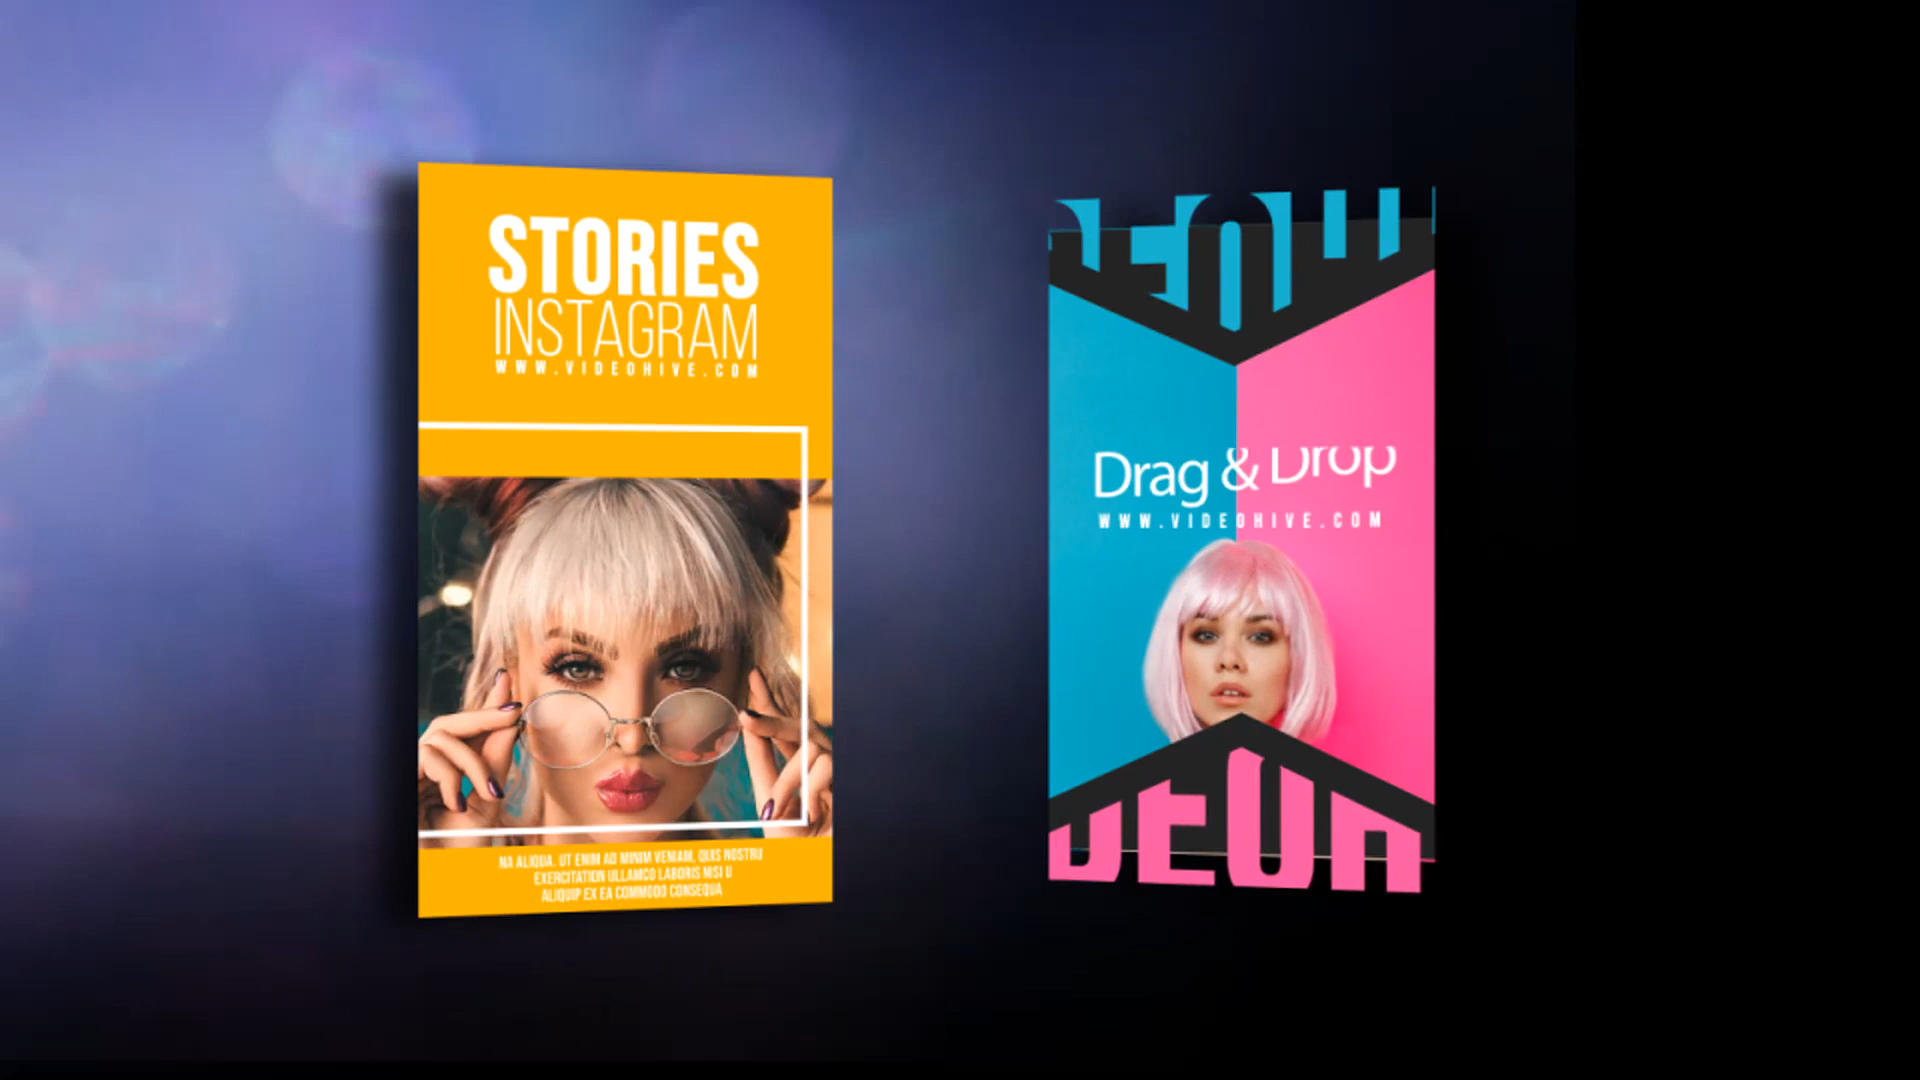 STORIES
INSTAGRAM
WWW.VIDEOHIVE.COM
NA ALIQUA. UT ENIM AD MINIM VENIAM, QUIS NOSTRU
EXERCITATION ULLAMCO LABORIS NISI U
ALIQUIP EX EA COMMODO CONSEQUA
Drag & Drop
WWW.VIDEOHIVE.COM